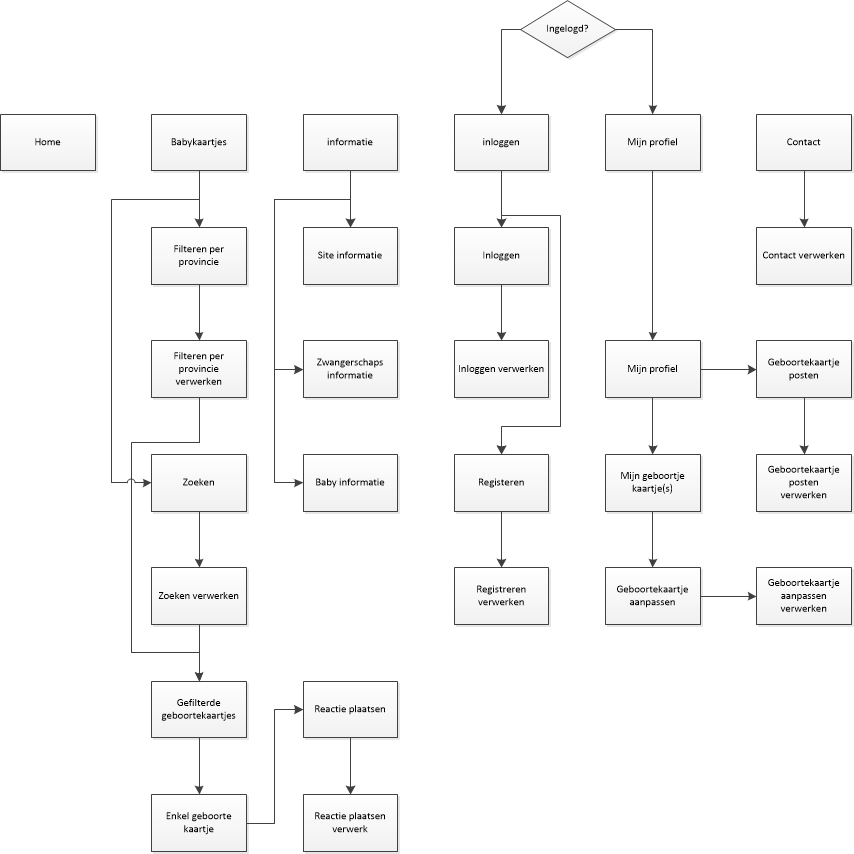 Ingelogd?
Home
Babykaartjes
informatie
inloggen
Mijn profiel
Contact
Filteren per
provincie
Site informatie
Inloggen
Contact verwerken
Filteren per
provincie
verwerken
Zwangerschaps
informatie
Inloggen verwerken
Mijn profiel
Geboortekaartje
posten
Zoeken
Baby informatie
Registeren
Mijn geboortje
kaartje(s)
Geboortekaartje
posten
verwerken
Zoeken verwerken
Registreren
verwerken
Geboortekaartje
aanpassen
Geboortekaartje
aanpassen
verwerken
Gefilterde
geboortekaartjes
Reactie plaatsen
Enkel geboorte
kaartje
Reactie plaatsen
verwerk